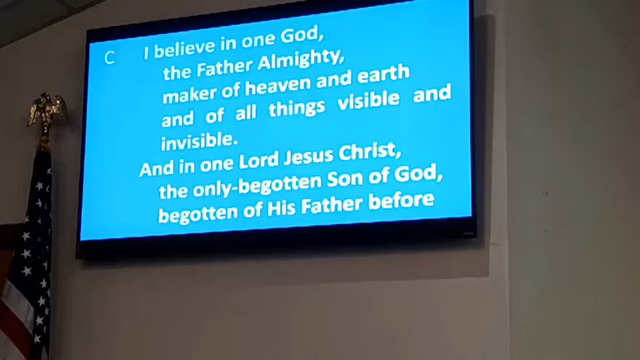 C I believe in one God,
the Father Almighty,
maker of heaven and earth
and of all things visible and
invisible.
And in one Lord Jesus Christ,
the only-begotten Son of God,
begotten of His Father before